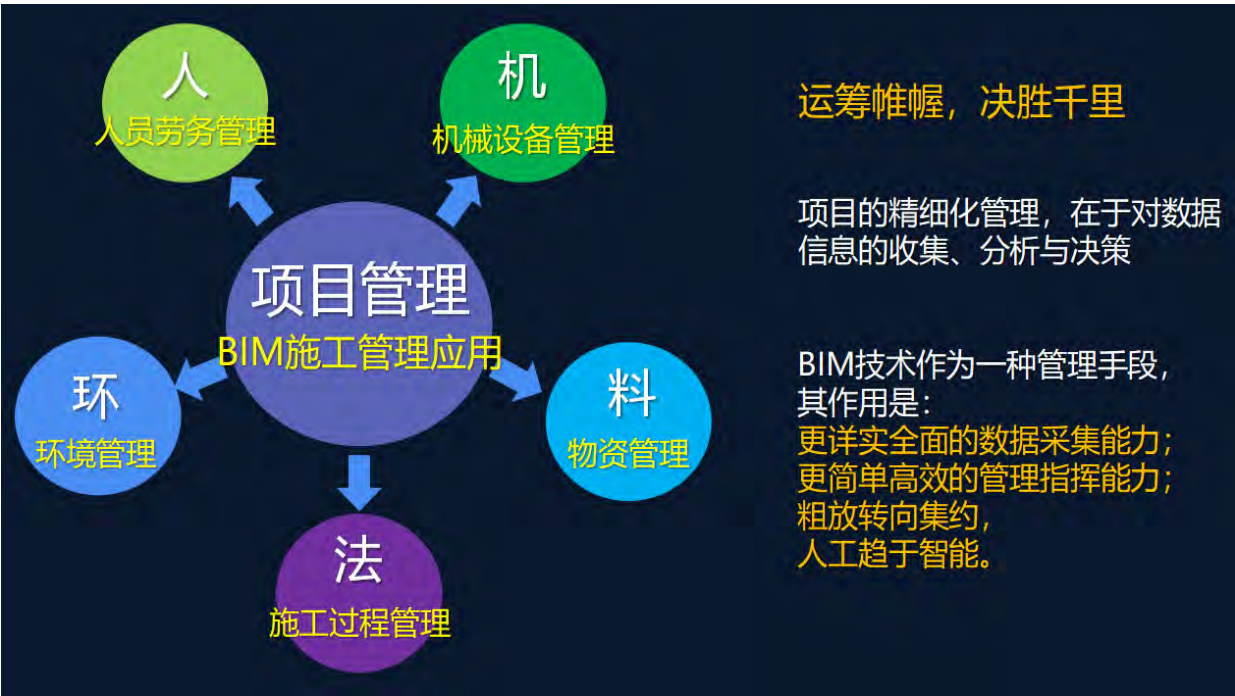 人
人员劳务管理
机
机械设备管理
项目管理
BIM施工管理应用
环
环境管理
料
物资管理
法
施工过程管理
运筹帷幄，决胜千里
项目的精细化管理，在于对数据
信息的收集、分析与决策
BIM技术作为一种管理手段，
其作用是：
更详实全面的数据采集能力；
更简单高效的管理指挥能力；
粗放转向集约，
人工趋于智能。